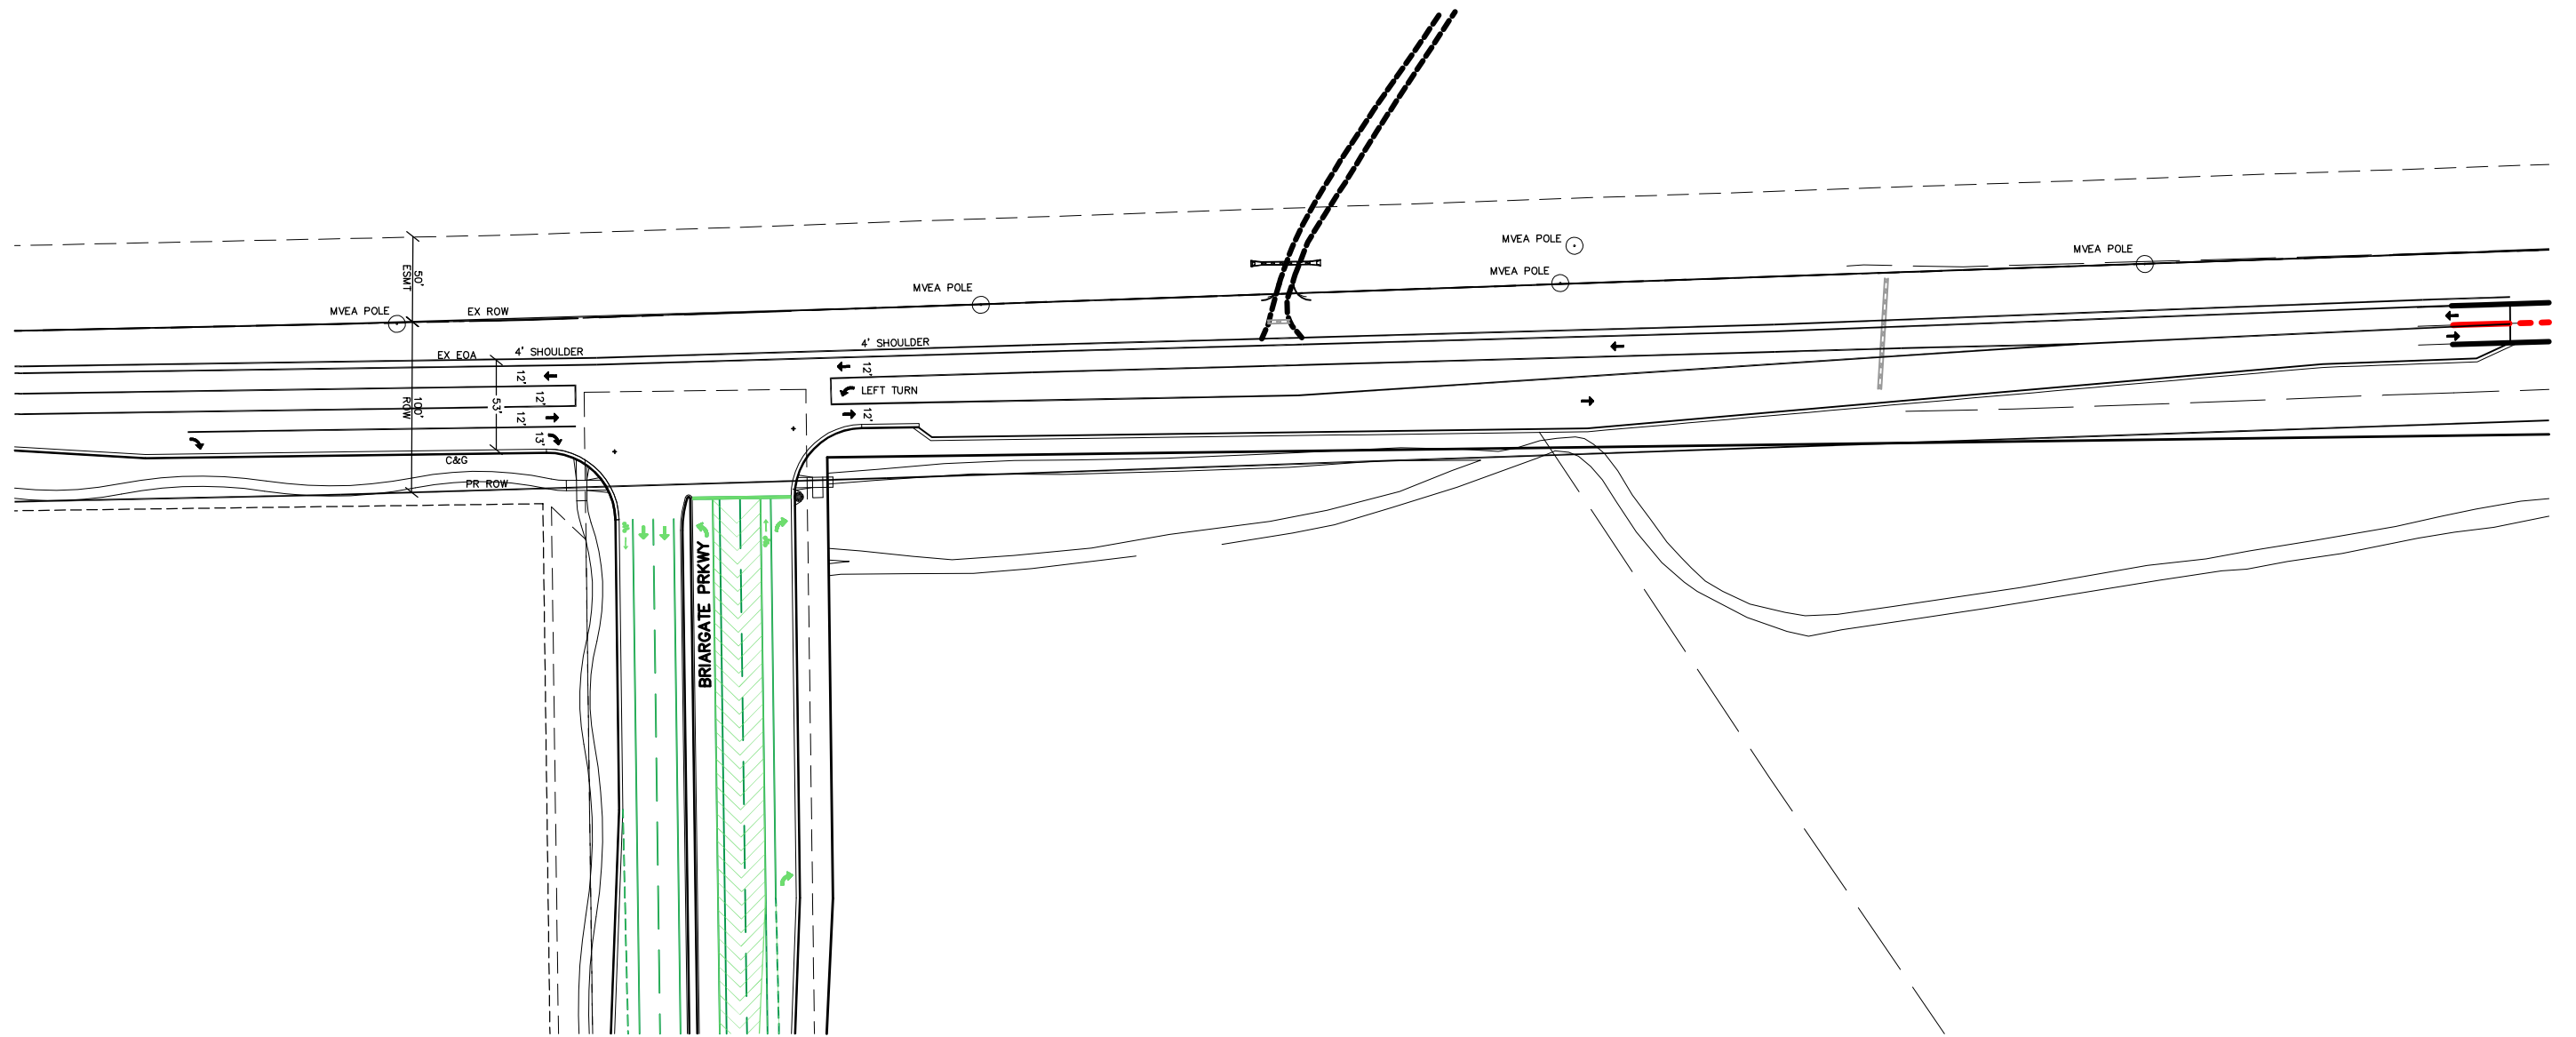 MVEA POLE
MVEA POLE
MVEA POLE
MVEA POLE
MVEA POLE
50'
ESMT
EX ROW
EX EOA
4' SHOULDER
4' SHOULDER
12'
12'
12'
13'
53'
100'
ROW
12'
LEFT TURN
12'
C&G
PR ROW
BRIARGATE PRKWY